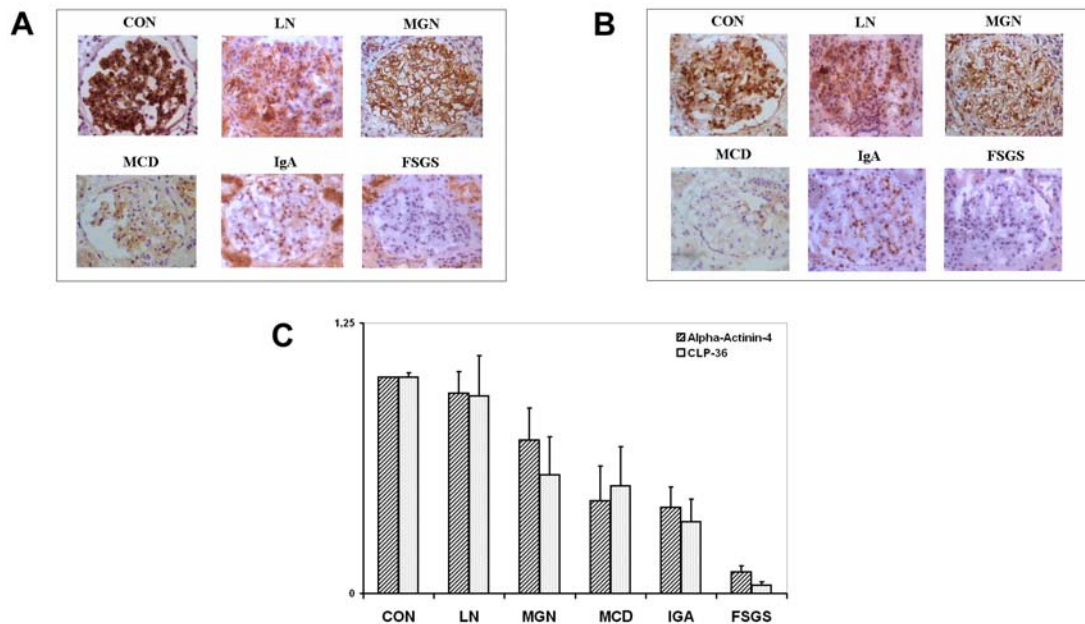 A
CON LN MGN
MCD IgA FSGS
B
CON LN MGN
MCD IgA FSGS
C
1.25
Alpha-Actinin-4
CLP-36
0
CON LN MGN MCD IGA FSGS